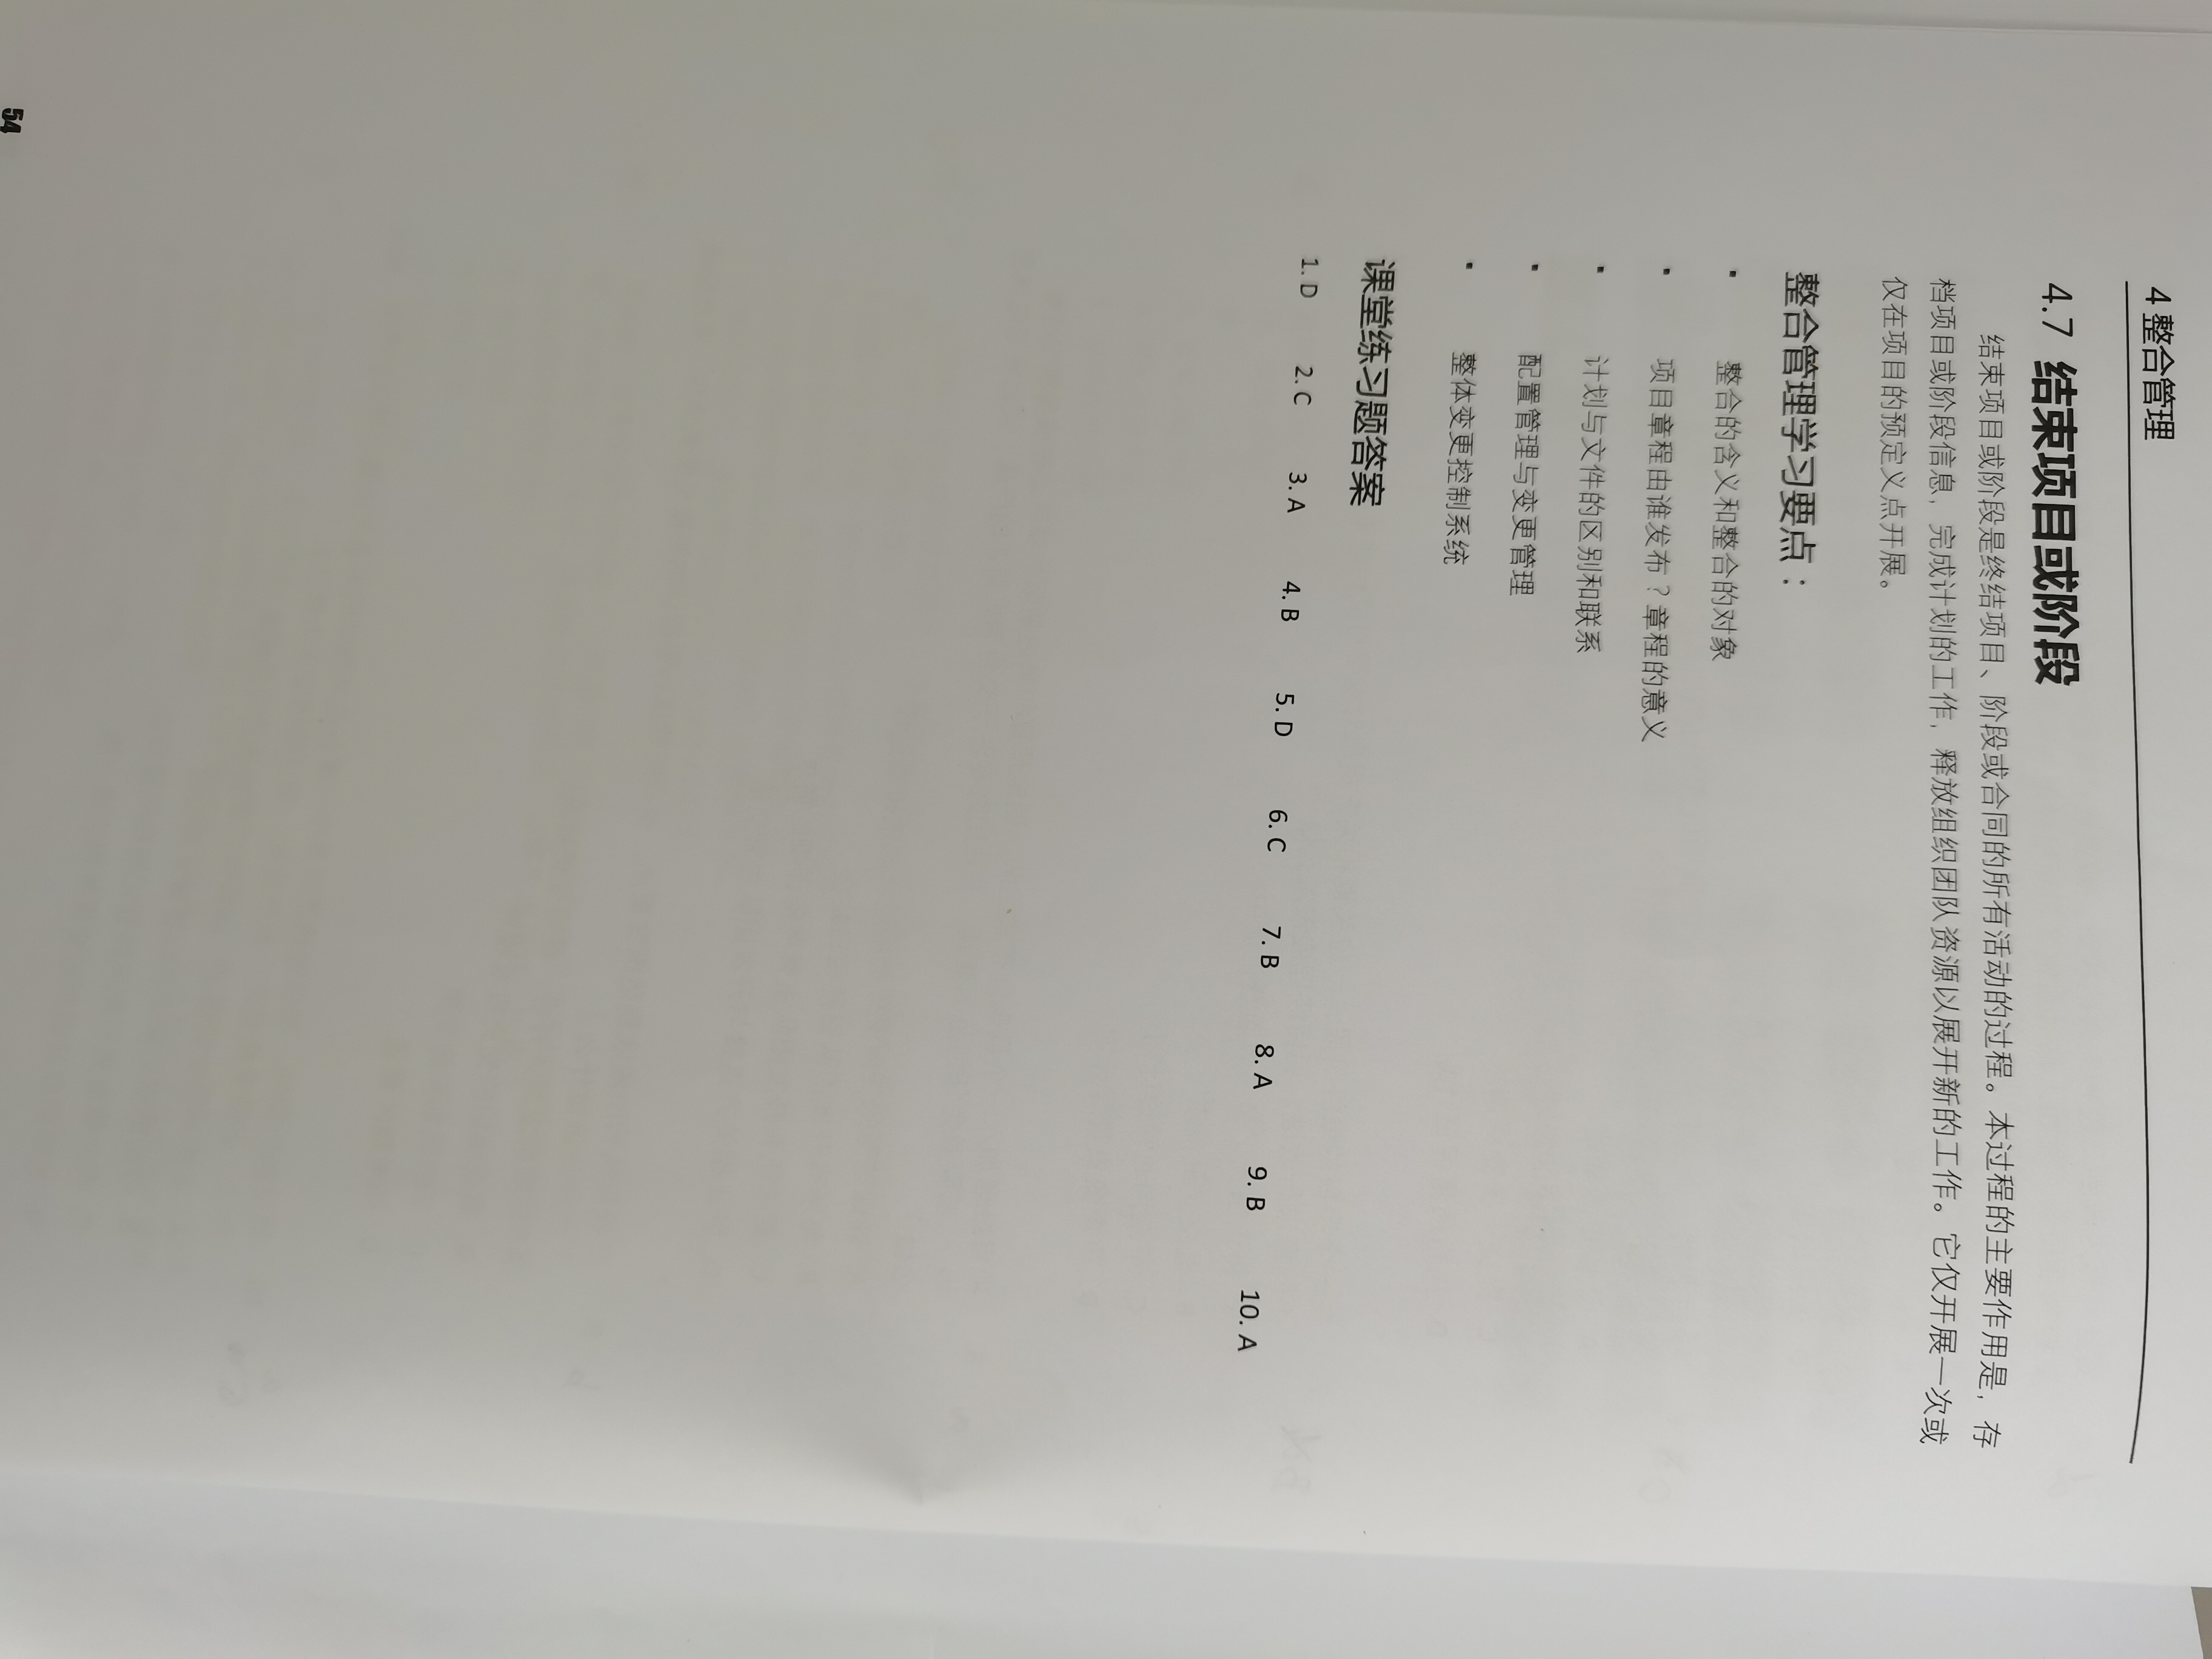 4 整合管理
4.7 结束项目或阶段
结束项目或阶段是终结项目、阶段或合同的所有活动的过程。本过程的主要作用是，存
档项目或阶段信息，完成计划的工作，释放组织团队资源以展开新的工作。它仅开展一次或
仅在项目的预定义点开展。
整合管理学习要点：
▪ 整合的含义和整合的对象
▪ 项目章程由谁发布？章程的意义
▪ 计划与文件的区别和联系
▪ 配置管理与变更管理
▪ 整体变更控制系统
课堂练习题答案
1. D 2. C 3. A 4. B 5. D 6. C 7. B 8. A 9. B 10. A
54